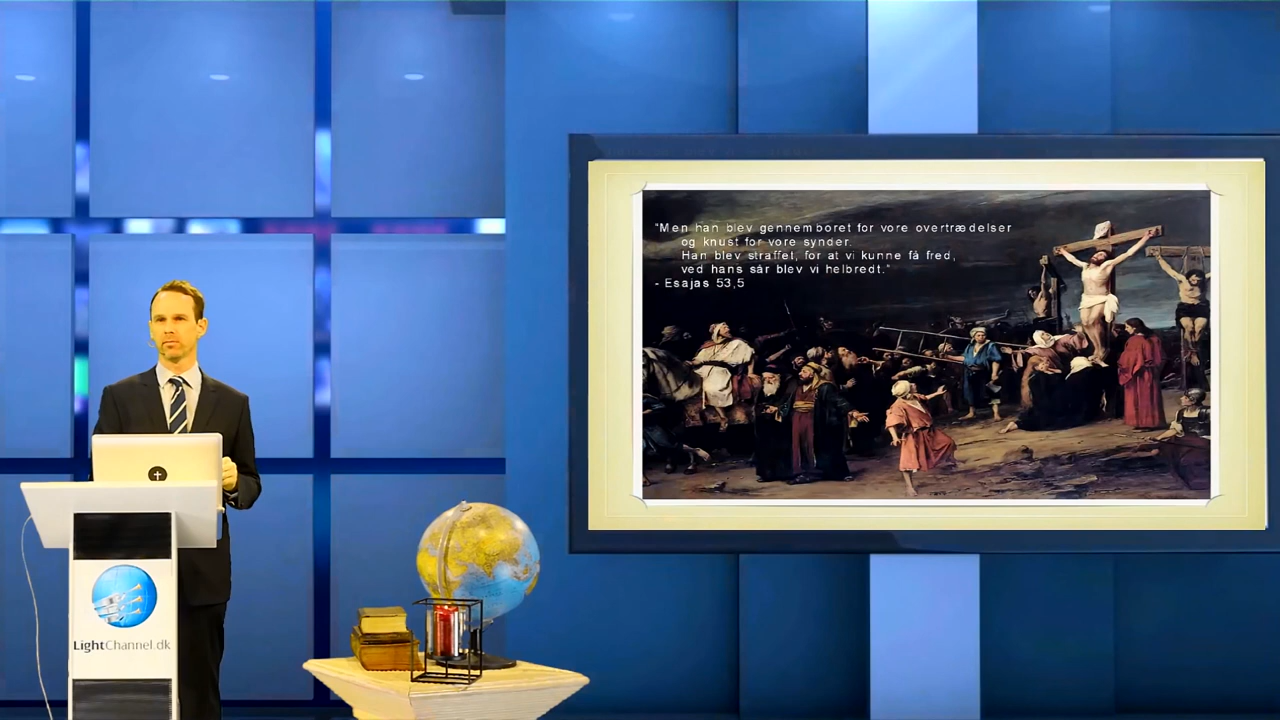 "Men han blev gennemboret for vore overtrædelser
og knust for vore synder.
Han blev straffet, for at vi kunne få fred,
ved hans sår blev vi helbredt."
- Esajas 53,5
LightChannel.dk